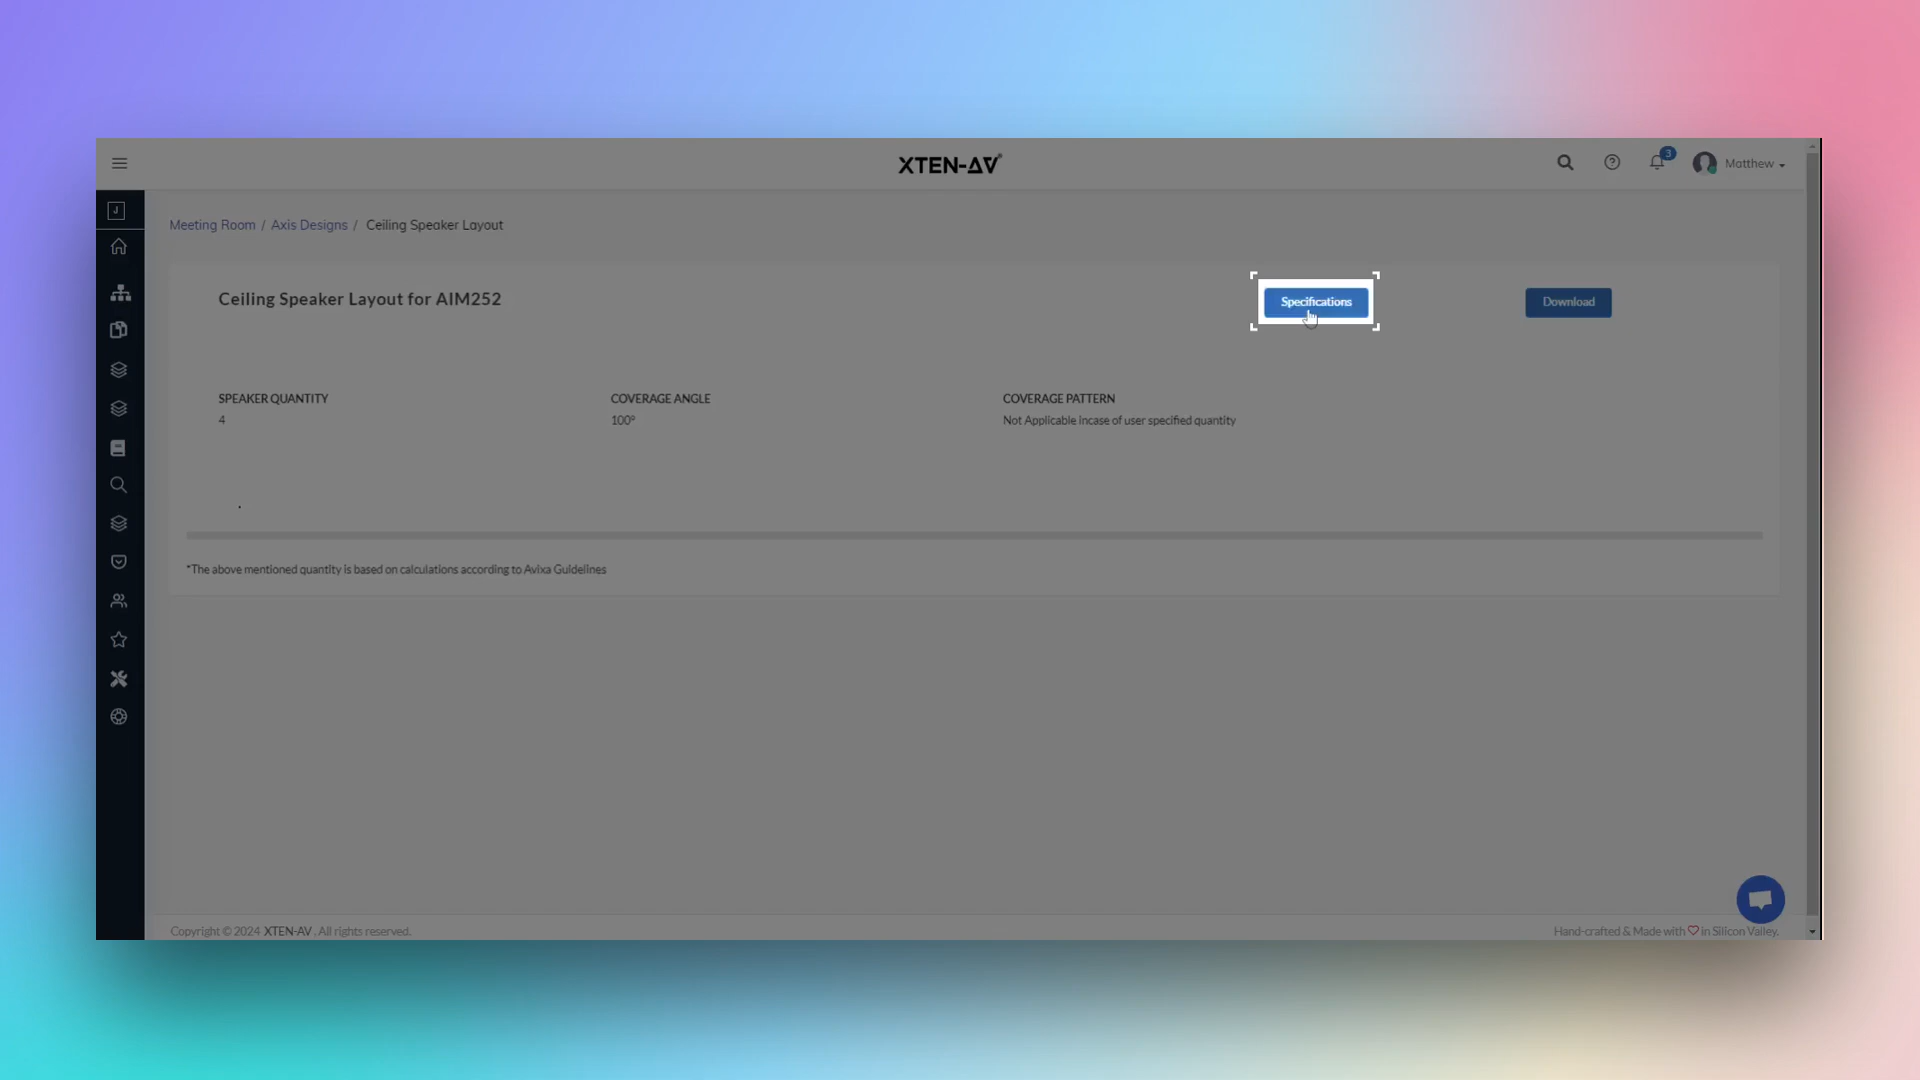 XTEN-AV
3
Matthew
J
Meeting Room / Axis Designs / Ceiling Speaker Layout
Ceiling Speaker Layout for AIM252
Specifications
Download
SPEAKER QUANTITY
4
COVERAGE ANGLE
100°
COVERAGE PATTERN
Not Applicable incase of user specified quantity
*The above mentioned quantity is based on calculations according to Avixa Guidelines
Copyright © 2024 XTEN-AV . All rights reserved.
Hand-crafted & Made with ♡ in Silicon Valley.